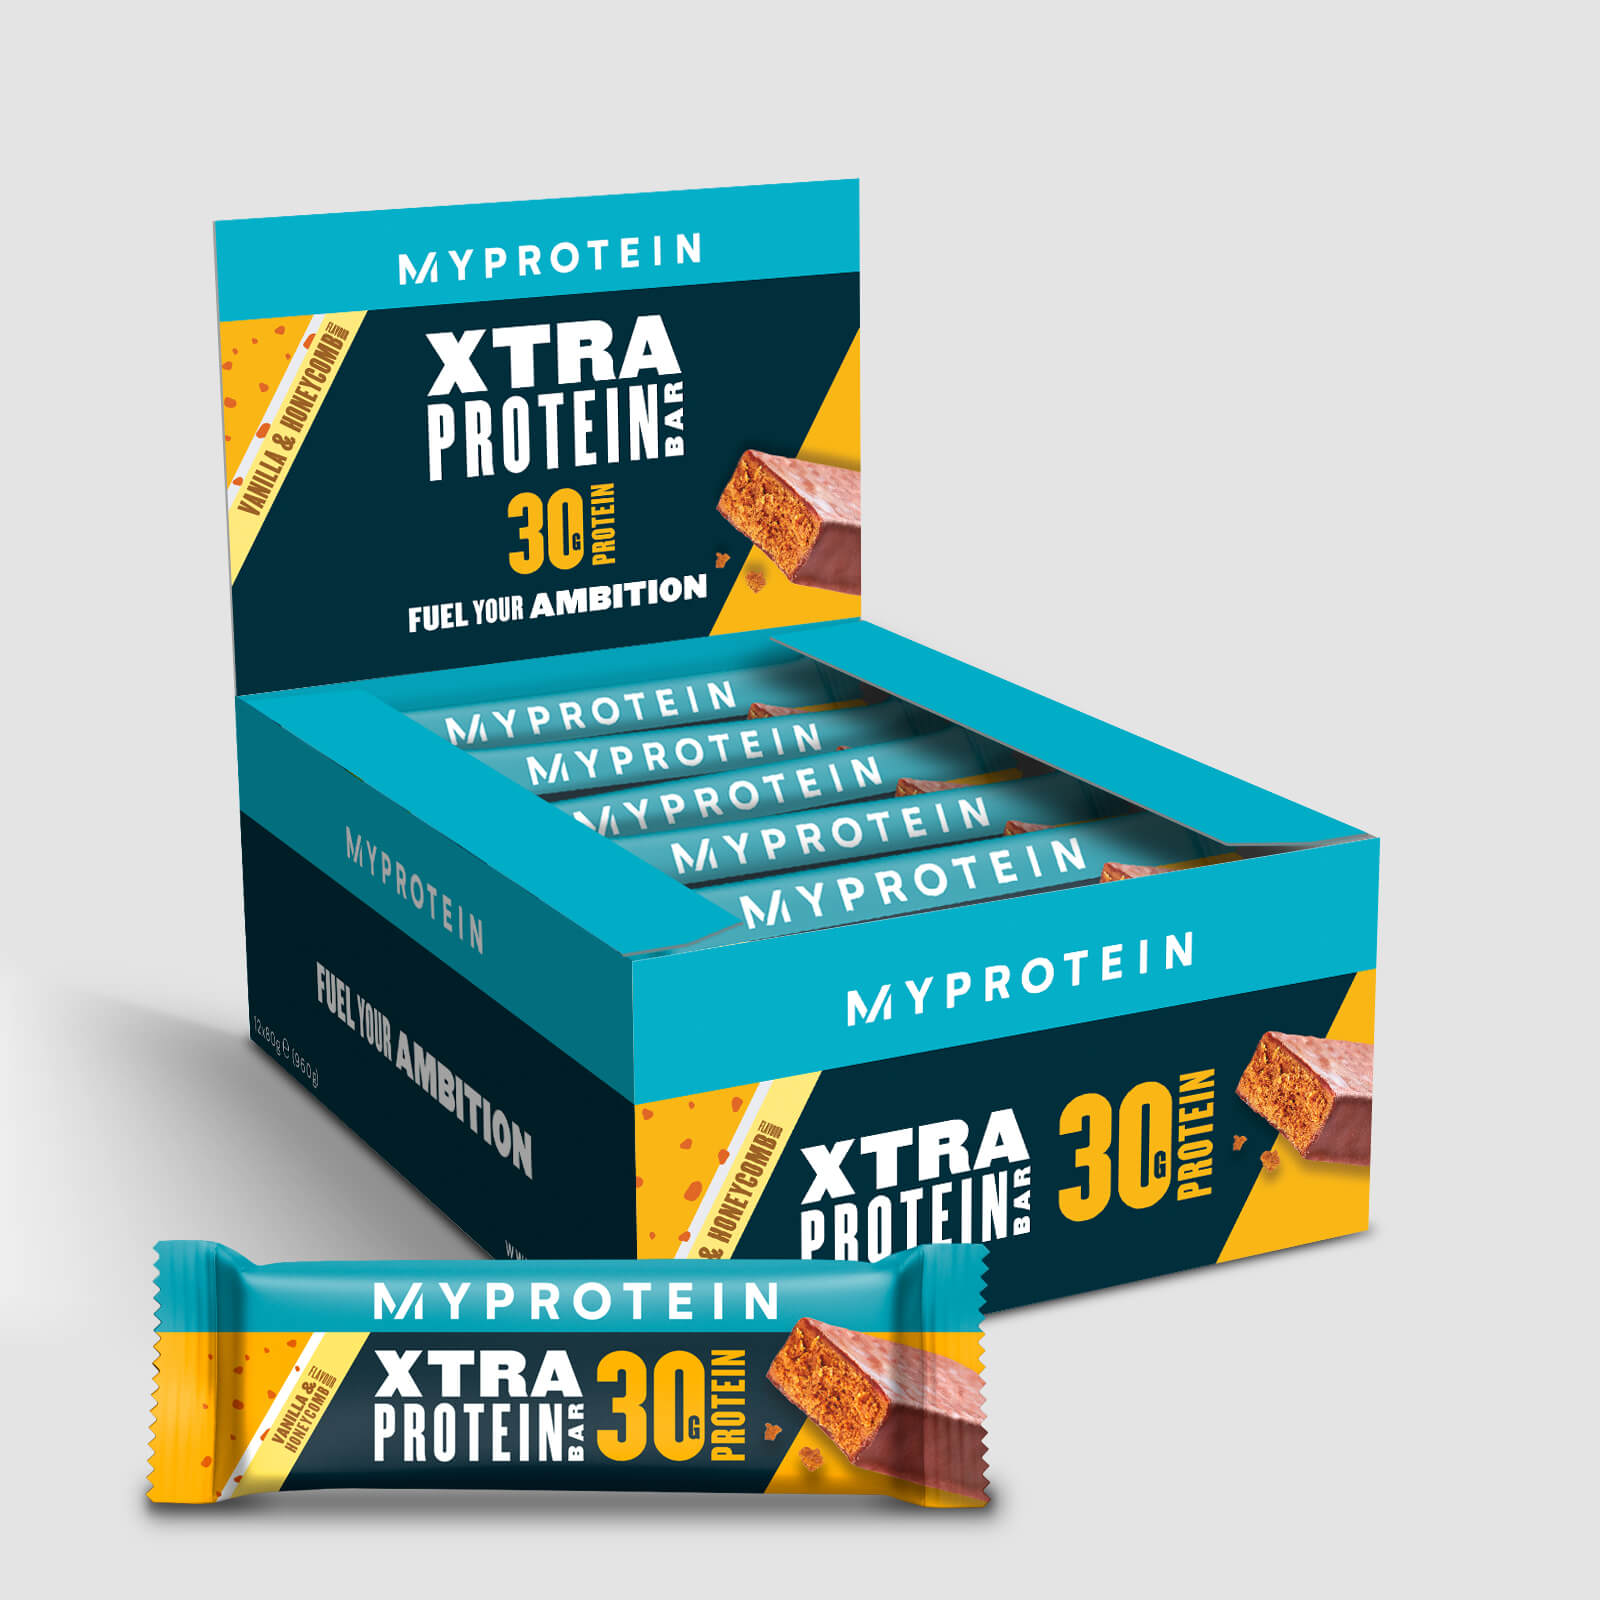 MYPROTEIN
VANILLA & HONEYCOMB FLAVOUR
XTRA
PROTEIN BAR
30G PROTEIN
FUEL YOUR AMBITION
MYPROTEIN
MYPROTEIN
MYPROTEIN
MYPROTEIN
MYPROTEIN
MYPROTEIN
FUEL YOUR AMBITION
12x80g ℮ (960g)
MYPROTEIN
& HONEYCOMB FLAVOUR
XTRA
PROTEIN BAR
30G PROTEIN
MYPROTEIN
VANILLA &
HONEYCOMB
FLAVOUR
XTRA
PROTEIN BAR
30G PROTEIN